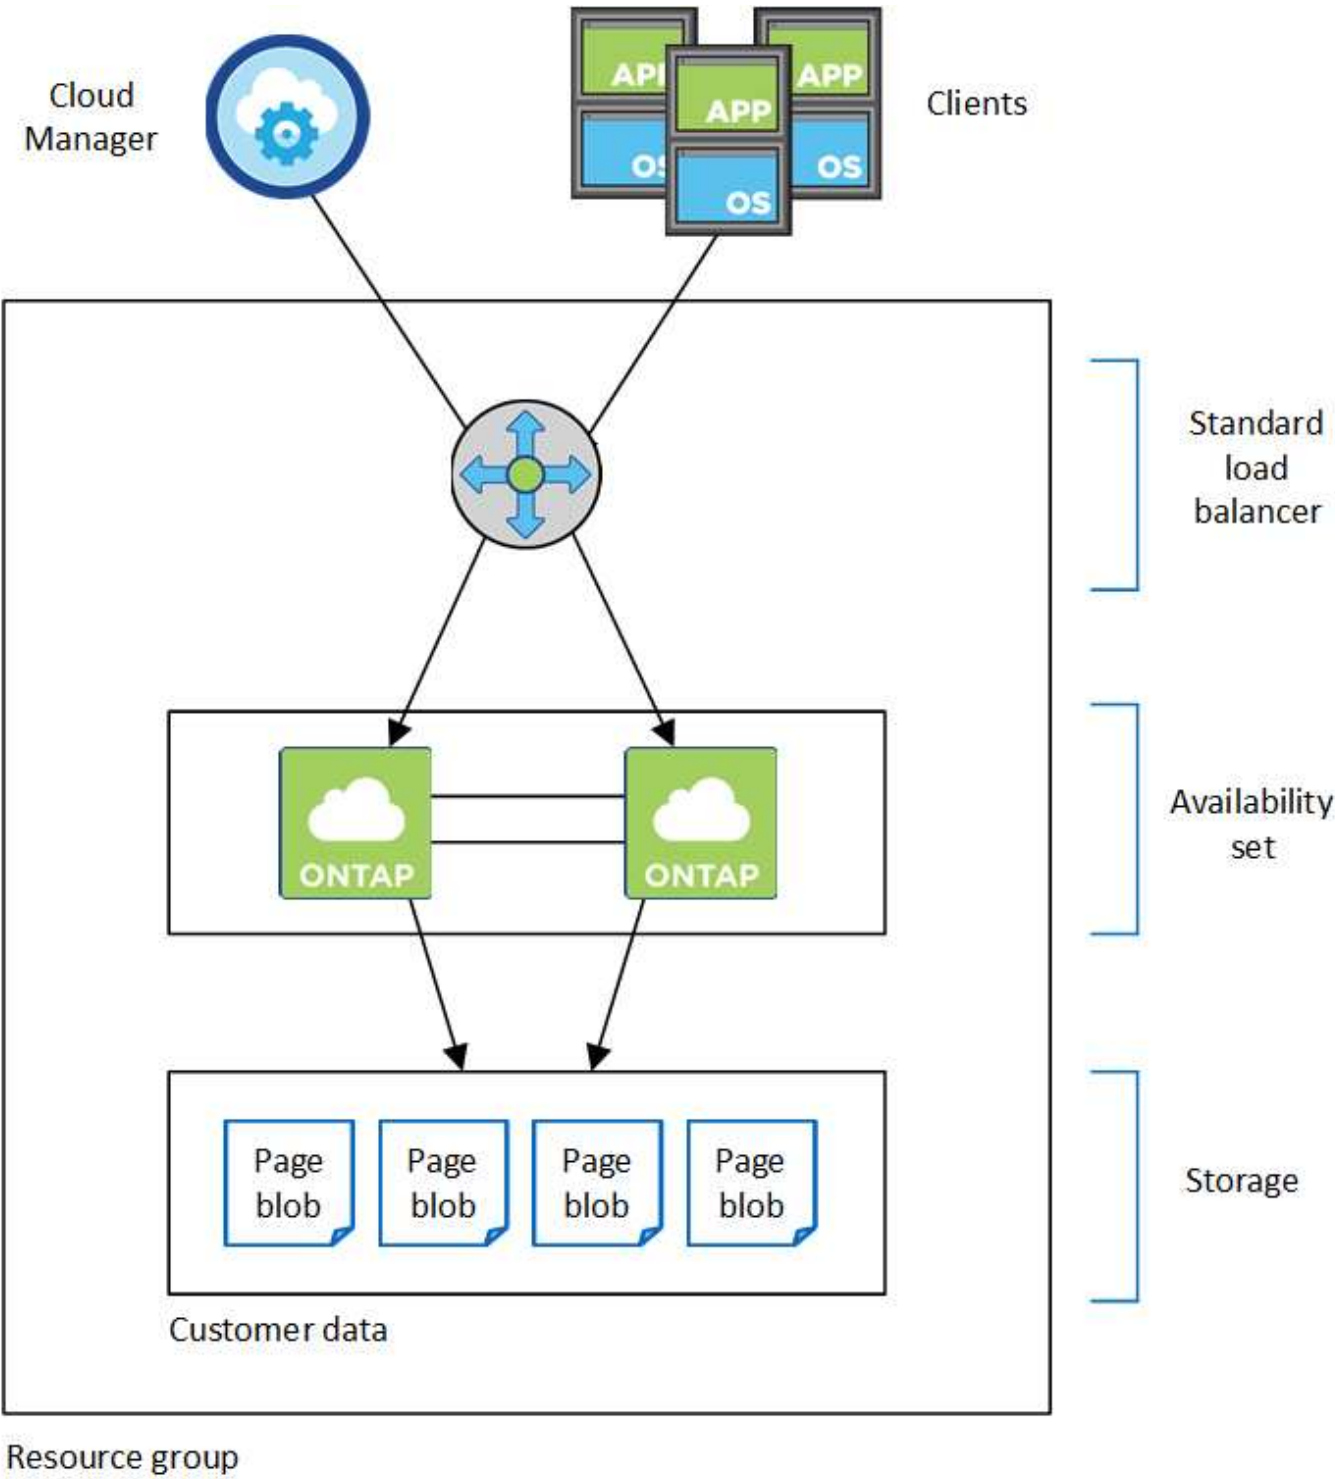 Cloud
Manager
APP
APP
APP
OS
OS
OS
Clients
Standard
load
balancer
ONTAP
ONTAP
Availability
set
Page
blob
Page
blob
Page
blob
Page
blob
Storage
Customer data
Resource group